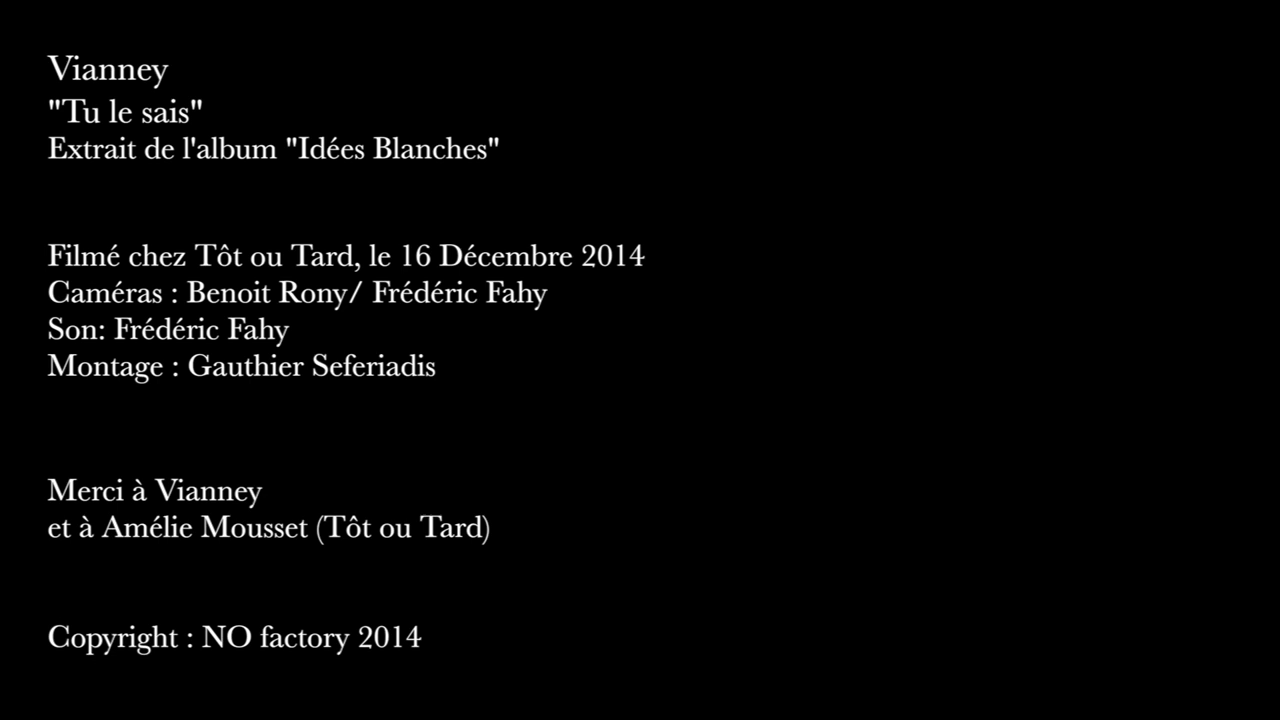 Vianney
"Tu le sais"
Extrait de l'album "Idées Blanches"
Filmé chez Tôt ou Tard, le 16 Décembre 2014
Caméras : Benoit Rony/ Frédéric Fahy
Son: Frédéric Fahy
Montage : Gauthier Seferiadis
Merci à Vianney
et à Amélie Mousset (Tôt ou Tard)
Copyright : NO factory 2014